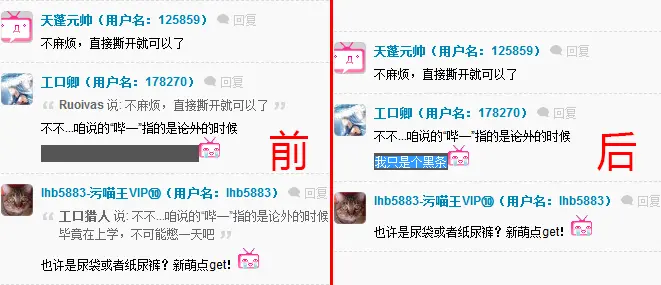 天蓬元帅（用户名：125859） 回复
不麻烦，直接撕开就可以了
工口卿（用户名：178270） 回复
Ruoivas 说: 不麻烦，直接撕开就可以了
不不...咱说的“哔—”指的是论外的时候
lhb5883-污喵王VIP⑩（用户名：lhb5883） 回复
工口猎人 说: 不不...咱说的“哔—”指的是论外的时候
毕竟在上学，不可能憋一天吧
也许是尿袋或者纸尿裤？新萌点get！
前
天蓬元帅（用户名：125859） 回复
不麻烦，直接撕开就可以了
工口卿（用户名：178270） 回复
不不...咱说的“哔—”指的是论外的时候
我只是个黑条
lhb5883-污喵王VIP⑩（用户名：lhb5883） 回复
也许是尿袋或者纸尿裤？新萌点get！
后